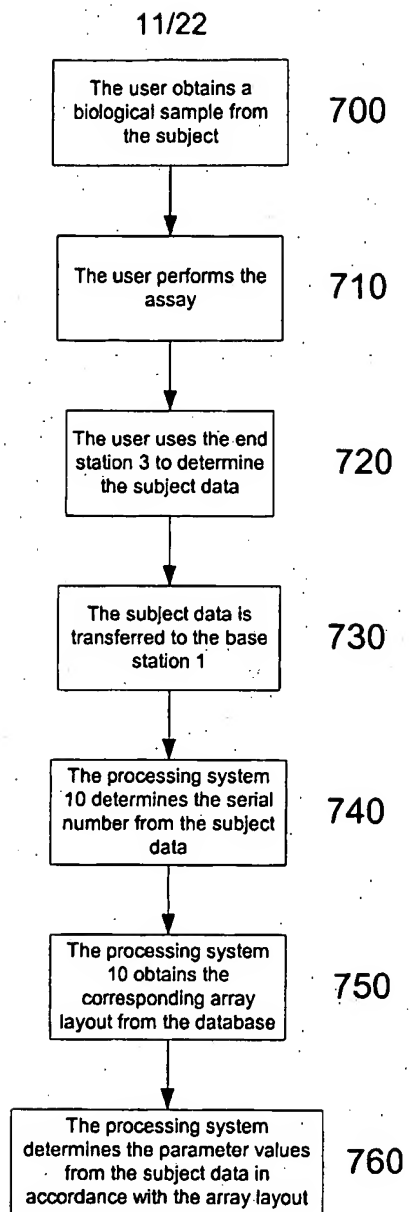 11/22
The user obtains a
biological sample from
the subject
700
The user performs the
assay
710
The user uses the end
station 3 to determine
the subject data
720
The subject data is
transferred to the base
station 1
730
The processing system
10 determines the serial
number from the subject
data
740
The processing system
10 obtains the
corresponding array
layout from the database
750
The processing system
determines the parameter values
from the subject data in
accordance with the array layout
760